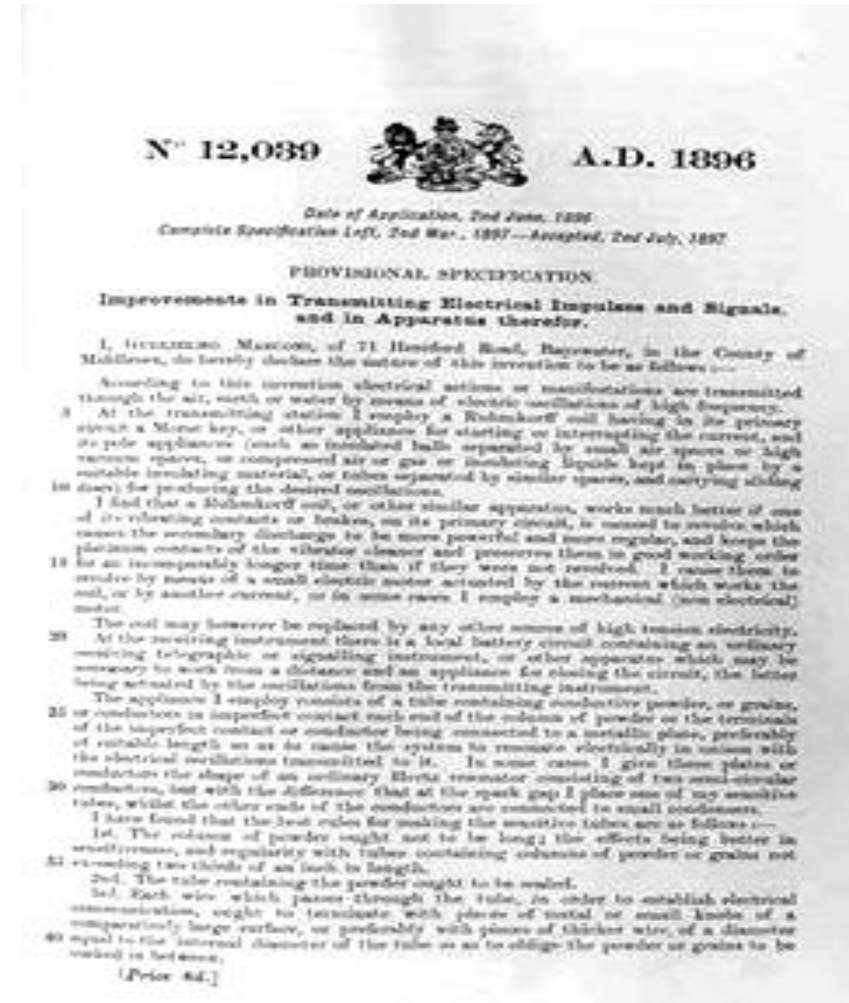 No 12,039 A.D. 1896
Date of Application, 2nd June, 1896
Complete Specification Left, 2nd Mar., 1897—Accepted, 2nd July, 1897
PROVISIONAL SPECIFICATION.
Improvements in Transmitting Electrical Impulses and Signals,
and in Apparatus therefor.
I, GUGLIELMO MARCONI, of 71 Hereford Road, Bayswater, in the County of
Middlesex, do hereby declare the nature of this invention to be as follows:—
According to this invention electrical actions or manifestations are transmitted
through the air, earth or water by means of electric oscillations of high frequency.
5 At the transmitting station I employ a Ruhmkorff coil having in its primary
circuit a Morse key, or other appliance for starting or interrupting the current, and
its pole appliances (such as insulated balls separated by small air spaces or high
vacuum spaces, or compressed air or gas or insulating liquids kept in place by a
suitable insulating material, or tubes separated by similar spaces, and carrying sliding
10 discs) for producing the desired oscillations.
I find that a Ruhmkorff coil, or other similar apparatus, works much better if one
of its vibrating contacts or brakes, on its primary circuit, is caused to revolve which
causes the secondary discharge to be more powerful and more regular, and keeps the
platinum contacts of the vibrator cleaner and preserves them in good working order
15 for an incomparably longer time than if they were not revolved. I cause them to
revolve by means of a small electric motor actuated by the current which works the
coil, or by another current, or in some cases I employ a mechanical (non electrical)
motor.
The coil may however be replaced by any other source of high tension electricity.
20 At the receiving instrument there is a local battery circuit containing an ordinary
receiving telegraphic or signalling instrument, or other apparatus which may be
necessary to work from a distance and an appliance for closing the circuit, the latter
being actuated by the oscillations from the transmitting instrument.
The appliance I employ consists of a tube containing conductive powder, or grains,
25 or conductors in imperfect contact each end of the column of powder or the terminals
of the imperfect contact or conductor being connected to a metallic plate, preferably
of suitable length so as to cause the system to resonate electrically in unison with
the electrical oscillations transmitted to it. In some cases I give these plates or
conductors the shape of an ordinary Hertz resonator consisting of two semi-circular
30 conductors, but with the difference that at the spark gap I place one of my sensitive
tubes, whilst the other ends of the conductors are connected to small condensers.
I have found that the best rules for making the sensitive tubes are as follows:—
1st. The column of powder ought not to be long; the effects being better in
sensitiveness, and regularity with tubes containing columns of powder or grains not
35 exceeding two thirds of an inch in length.
2nd. The tube containing the powder ought to be sealed.
3rd. Each wire which passes through the tube, in order to establish electrical
communication, ought to terminate with pieces of metal or small knobs of a
comparatively large surface, or preferably with pieces of thicker wire, of a diameter
40 equal to the internal diameter of the tube so as to oblige the powder or grains to be
corked in between.
[Price 8d.]